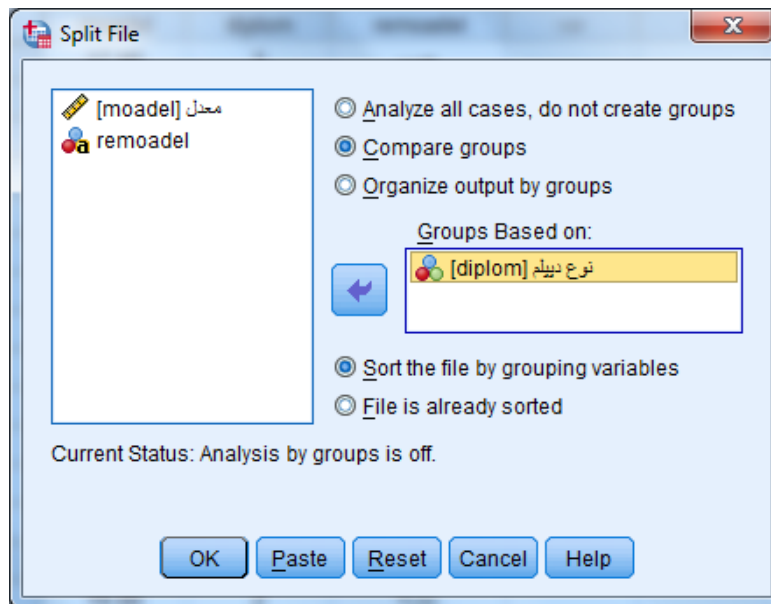 Split File
معدل [moadel]
remoadel
Analyze all cases, do not create groups
Compare groups
Organize output by groups
Groups Based on:
نوع دیپلم [diplom]
Sort the file by grouping variables
File is already sorted
Current Status: Analysis by groups is off.
OK
Paste
Reset
Cancel
Help